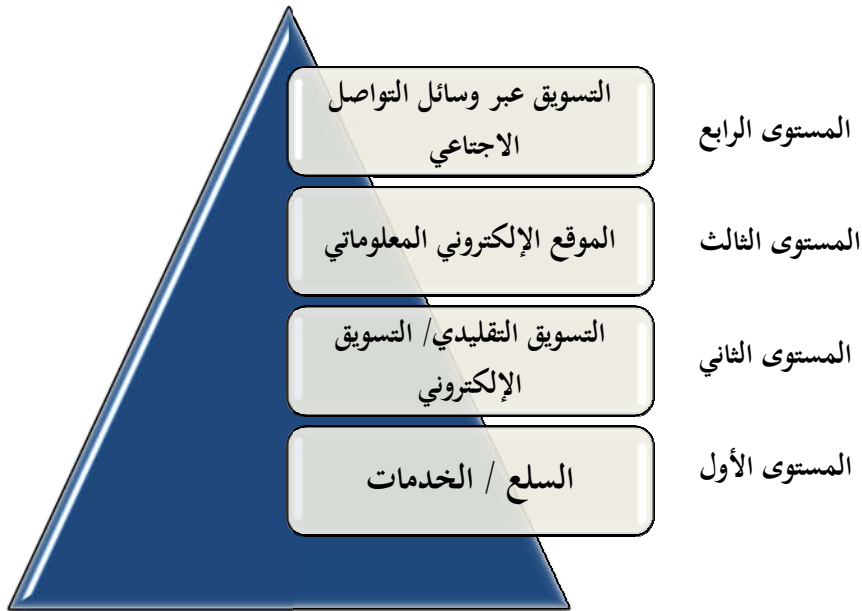 التسويق عبر وسائل التواصل
الاجتاعي
المستوى الرابع
الموقع الإلكتروني المعلوماتي
المستوى الثالث
التسويق التقليدي/ التسويق
الإلكتروني
المستوى الثاني
السلع / الخدمات
المستوى الأول